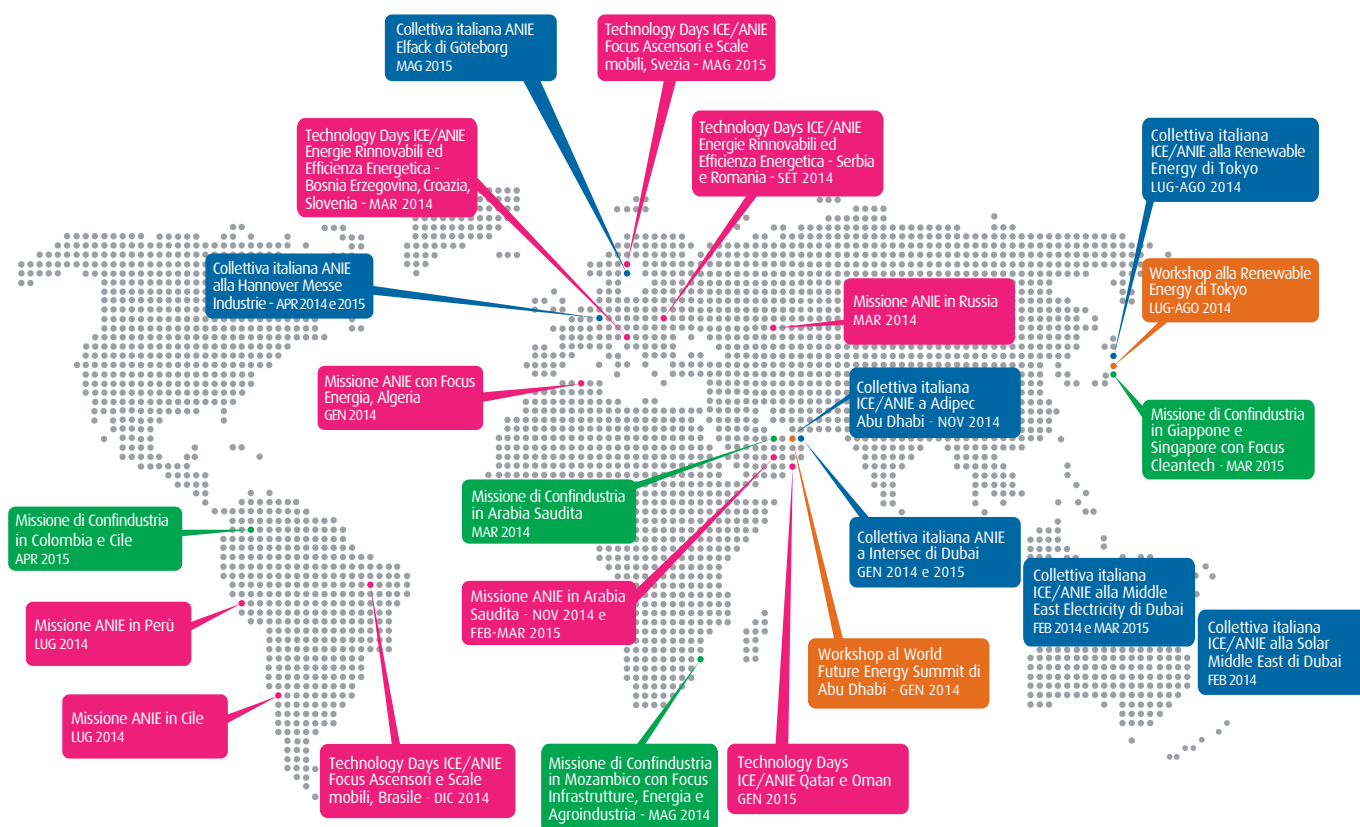 Collettiva italiana ANIE
Elfack di Göteborg
MAG 2015
Technology Days ICE/ANIE
Focus Ascensori e Scale
mobili, Svezia - MAG 2015
Technology Days ICE/ANIE
Energie Rinnovabili ed
Efficienza Energetica -
Bosnia Erzegovina, Croazia,
Slovenia - MAR 2014
Technology Days ICE/ANIE
Energie Rinnovabili ed
Efficienza Energetica - Serbia
e Romania - SET 2014
Collettiva italiana
ICE/ANIE alla Renewable
Energy di Tokyo
LUG-AGO 2014
Collettiva italiana ANIE
alla Hannover Messe
Industrie - APR 2014 e 2015
Workshop alla Renewable
Energy di Tokyo
LUG-AGO 2014
Missione ANIE in Russia
MAR 2014
Missione ANIE con Focus
Energia, Algeria
GEN 2014
Collettiva italiana
ICE/ANIE a Adipec
Abu Dhabi - NOV 2014
Missione di Confindustria
in Giappone e
Singapore con Focus
Cleantech - MAR 2015
Missione di Confindustria
in Arabia Saudita
MAR 2014
Missione di Confindustria
in Colombia e Cile
APR 2015
Collettiva italiana ANIE
a Intersec di Dubai
GEN 2014 e 2015
Collettiva italiana
ICE/ANIE alla Middle
East Electricity di Dubai
FEB 2014 e MAR 2015
Missione ANIE in Arabia
Saudita - NOV 2014 e
FEB-MAR 2015
Missione ANIE in Perù
LUG 2014
Collettiva italiana
ICE/ANIE alla Solar
Middle East di Dubai
FEB 2014
Workshop al World
Future Energy Summit di
Abu Dhabi - GEN 2014
Missione ANIE in Cile
LUG 2014
Technology Days ICE/ANIE
Focus Ascensori e Scale
mobili, Brasile - DIC 2014
Missione di Confindustria
in Mozambico con Focus
Infrastrutture, Energia e
Agroindustria - MAG 2014
Technology Days
ICE/ANIE Qatar e Oman
GEN 2015